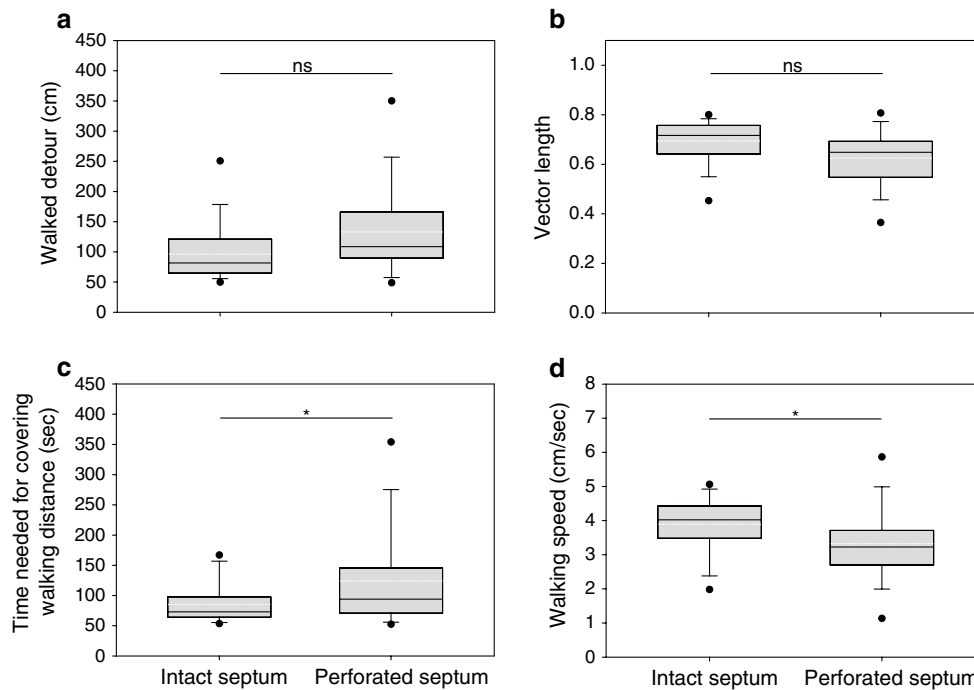 a
450
400
350
300
250
200
150
100
50
0
Walked detour (cm)
ns
b
1.0
0.8
0.6
0.4
0.2
0.0
Vector length
ns
c
450
400
350
300
250
200
150
100
50
0
Time needed for covering
walking distance (sec)
*
Intact septum Perforated septum
d
8
7
6
5
4
3
2
1
0
Walking speed (cm/sec)
*
Intact septum Perforated septum